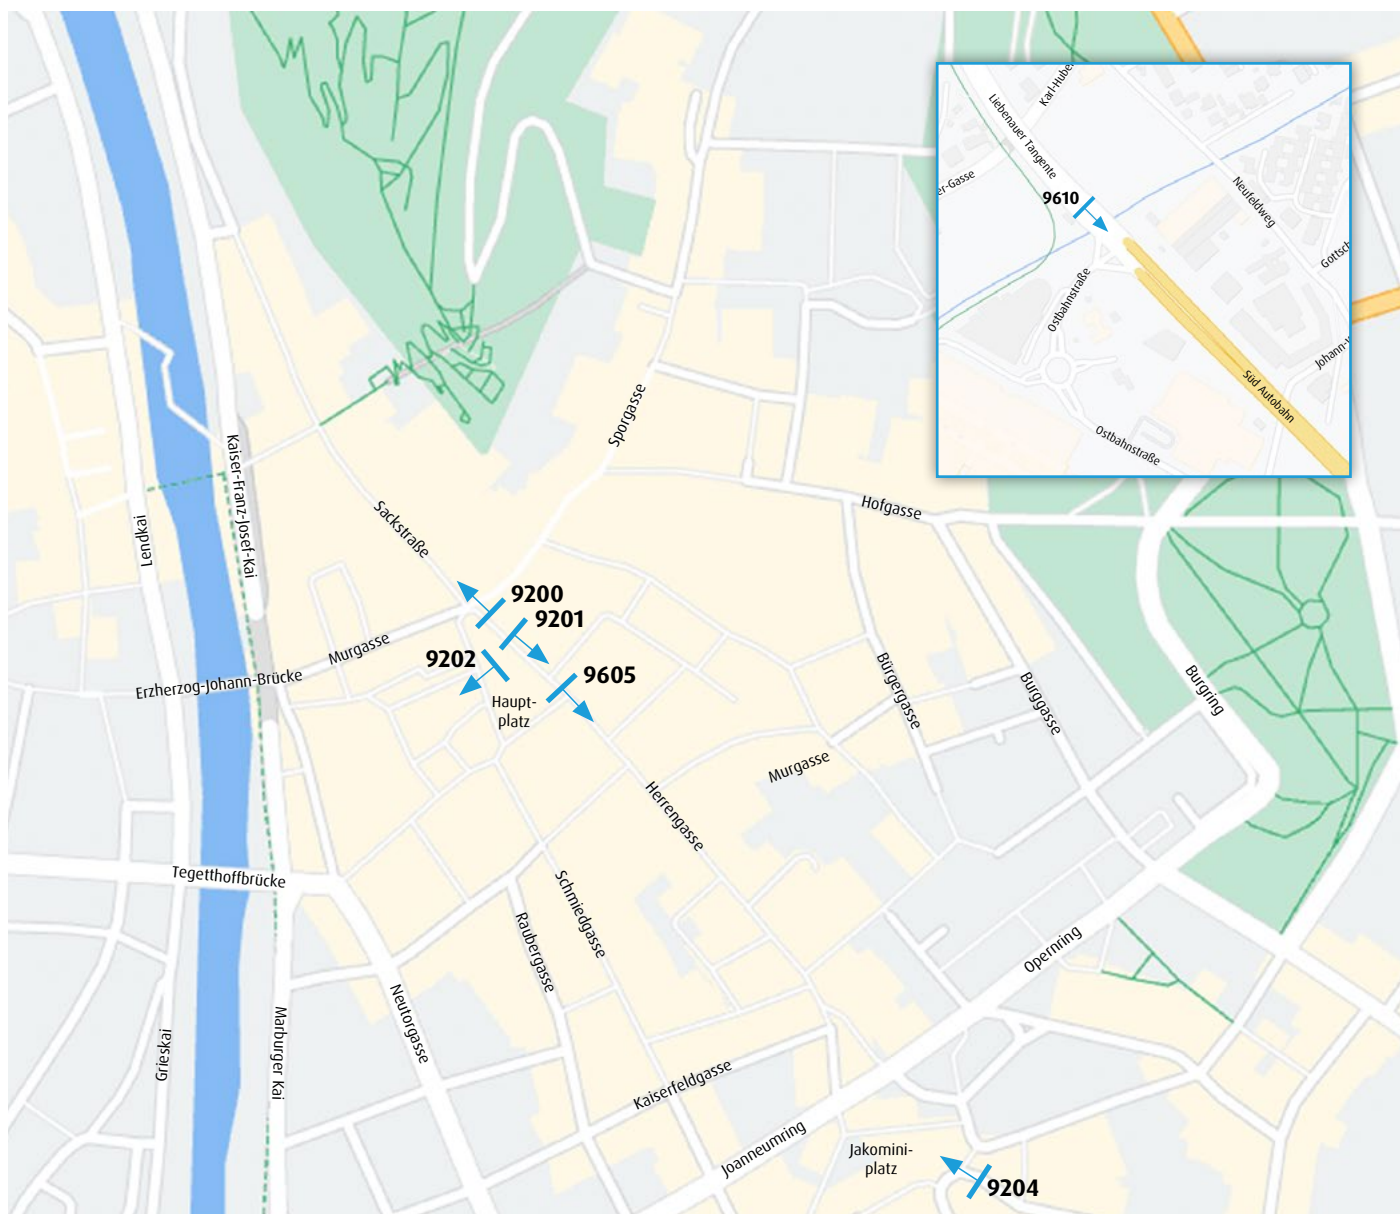 Karl-Hube
Liebenauer Tangente
er-Gasse
9610
Neufeldweg
Gottsch
Ostbahnstraße
Johann-
Süd Autobahn
Ostbahnstraße
Sporgasse
Kaiser-Franz-Josef-Kai
Sackstraße
Hofgasse
Lendkai
9200
9201
Murgasse
9202
9605
Erzherzog-Johann-Brücke
Haupt-
platz
Bürgergasse
Burggasse
Burgring
Murgasse
Herrengasse
Tegetthoffbrücke
Schmiedgasse
Raubergasse
Opernring
Neutorgasse
Marburger Kai
Grieskai
Kaiserfeldgasse
Joanneumring
Jakomini-
platz
9204